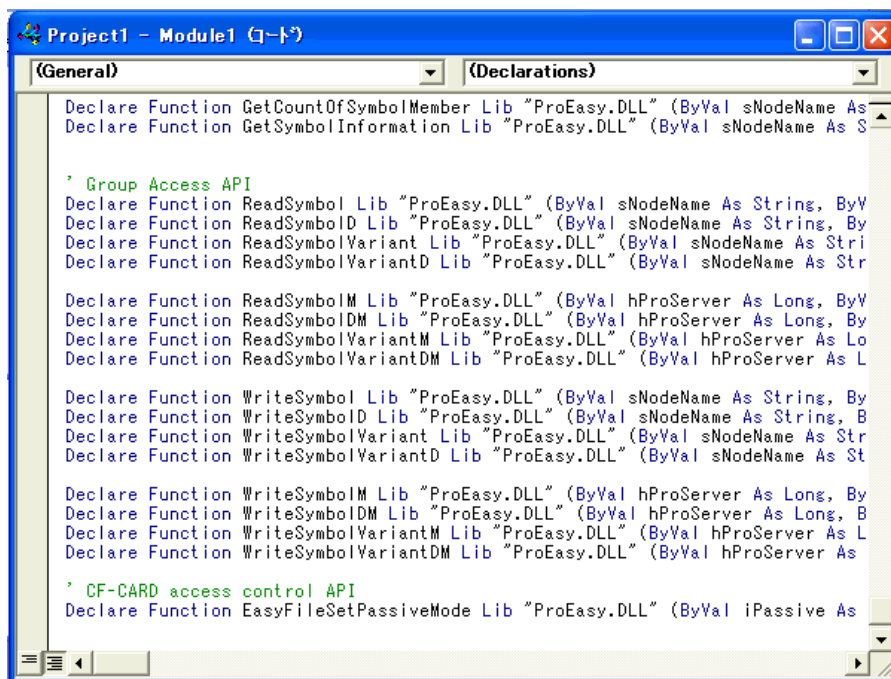 Project1 - Module1 (コード)
(General) (Declarations)
Declare Function GetCountOfSymbolMember Lib "ProEasy.DLL" (ByVal sNodeName As
Declare Function GetSymbolInformation Lib "ProEasy.DLL" (ByVal sNodeName As S
' Group Access API
Declare Function ReadSymbol Lib "ProEasy.DLL" (ByVal sNodeName As String, ByV
Declare Function ReadSymbolD Lib "ProEasy.DLL" (ByVal sNodeName As String, By
Declare Function ReadSymbolVariant Lib "ProEasy.DLL" (ByVal sNodeName As Stri
Declare Function ReadSymbolVariantD Lib "ProEasy.DLL" (ByVal sNodeName As Str
Declare Function ReadSymbolM Lib "ProEasy.DLL" (ByVal hProServer As Long, ByV
Declare Function ReadSymbolDM Lib "ProEasy.DLL" (ByVal hProServer As Long, By
Declare Function ReadSymbolVariantM Lib "ProEasy.DLL" (ByVal hProServer As Lo
Declare Function ReadSymbolVariantDM Lib "ProEasy.DLL" (ByVal hProServer As L
Declare Function WriteSymbol Lib "ProEasy.DLL" (ByVal sNodeName As String, By
Declare Function WriteSymbolD Lib "ProEasy.DLL" (ByVal sNodeName As String, B
Declare Function WriteSymbolVariant Lib "ProEasy.DLL" (ByVal sNodeName As Str
Declare Function WriteSymbolVariantD Lib "ProEasy.DLL" (ByVal sNodeName As St
Declare Function WriteSymbolM Lib "ProEasy.DLL" (ByVal hProServer As Long, By
Declare Function WriteSymbolDM Lib "ProEasy.DLL" (ByVal hProServer As Long, B
Declare Function WriteSymbolVariantM Lib "ProEasy.DLL" (ByVal hProServer As L
Declare Function WriteSymbolVariantDM Lib "ProEasy.DLL" (ByVal hProServer As
' CF-CARD access control API
Declare Function EasyFileSetPassiveMode Lib "ProEasy.DLL" (ByVal iPassive As